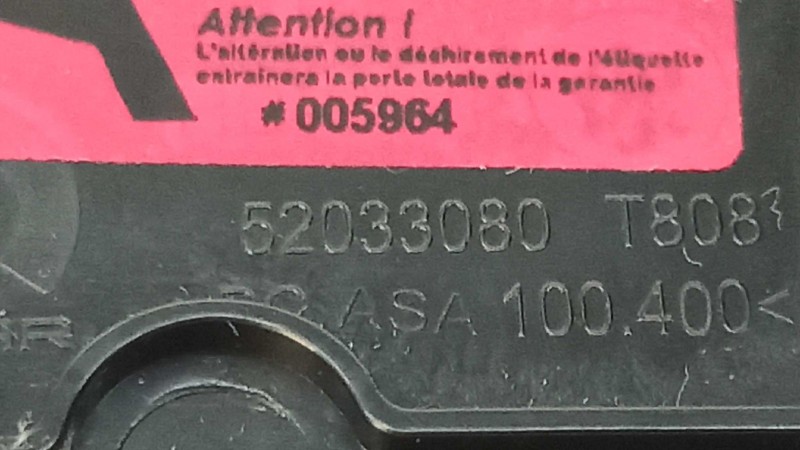 Attention !
L'altération ou le déchirement de l'étiquette
entraînera la perte totale de la garantie
# 005964
52033080 T808
ASA 100.400<